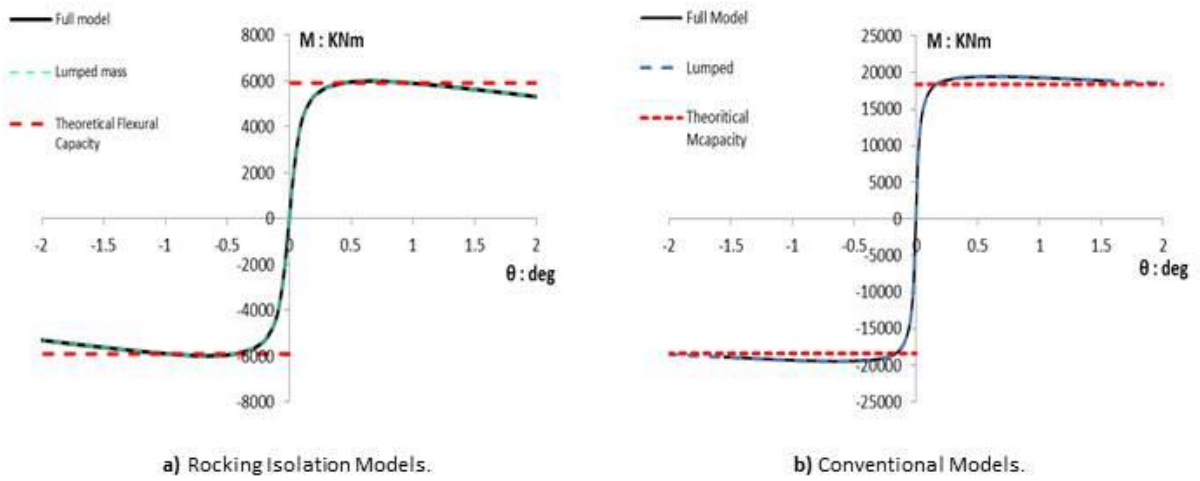 Full model
Lumped mass
Theoretical Flexural
Capacity
M : KNm
8000
6000
4000
2000
0
-2000
-4000
-6000
-8000
-2
-1.5
-1
-0.5
0
0.5
1
1.5
2
θ : deg
a) Rocking Isolation Models.
Full Model
Lumped
Theoritical
Mcapacity
M : KNm
25000
20000
15000
10000
5000
0
-5000
-10000
-15000
-20000
-25000
-2
-1.5
-1
-0.5
0
0.5
1
1.5
2
θ : deg
b) Conventional Models.